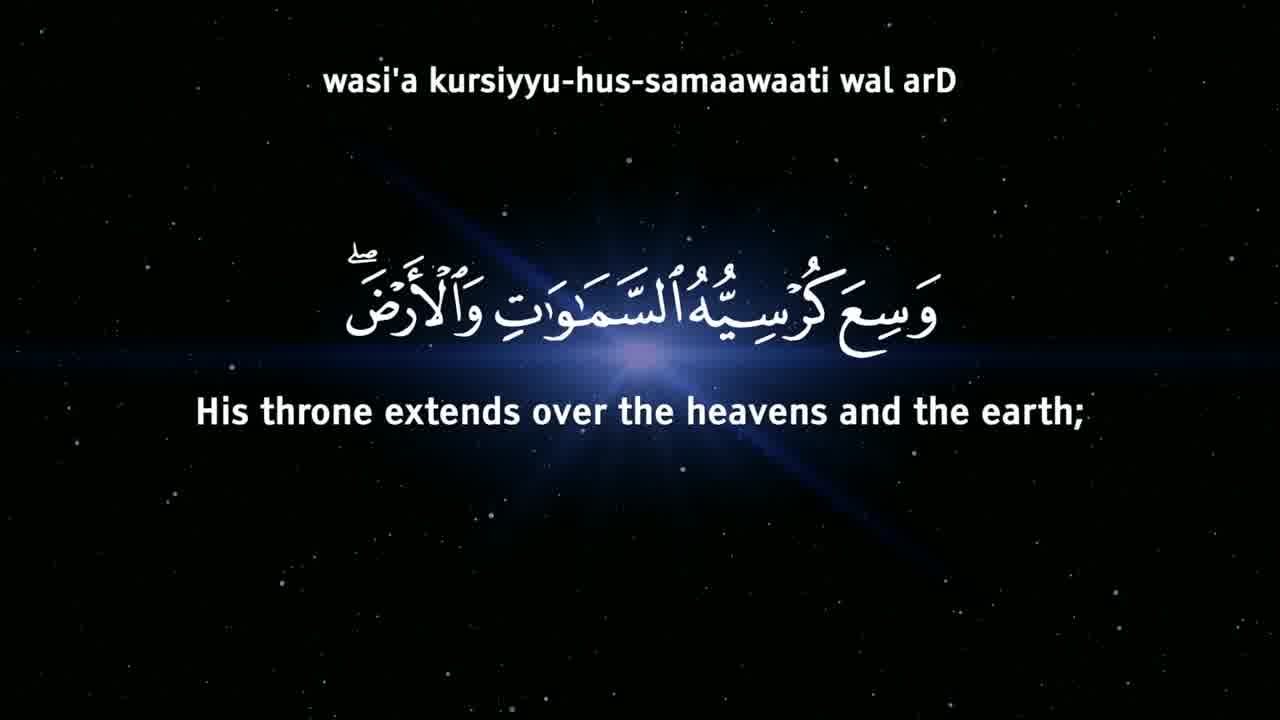 wasi'a kursiyyu-hus-samaawaati wal arD
وَسِعَ كُرۡسِيُّهُ ٱلسَّمَٰوَٰتِ وَٱلۡأَرۡضَۖ
His throne extends over the heavens and the earth;